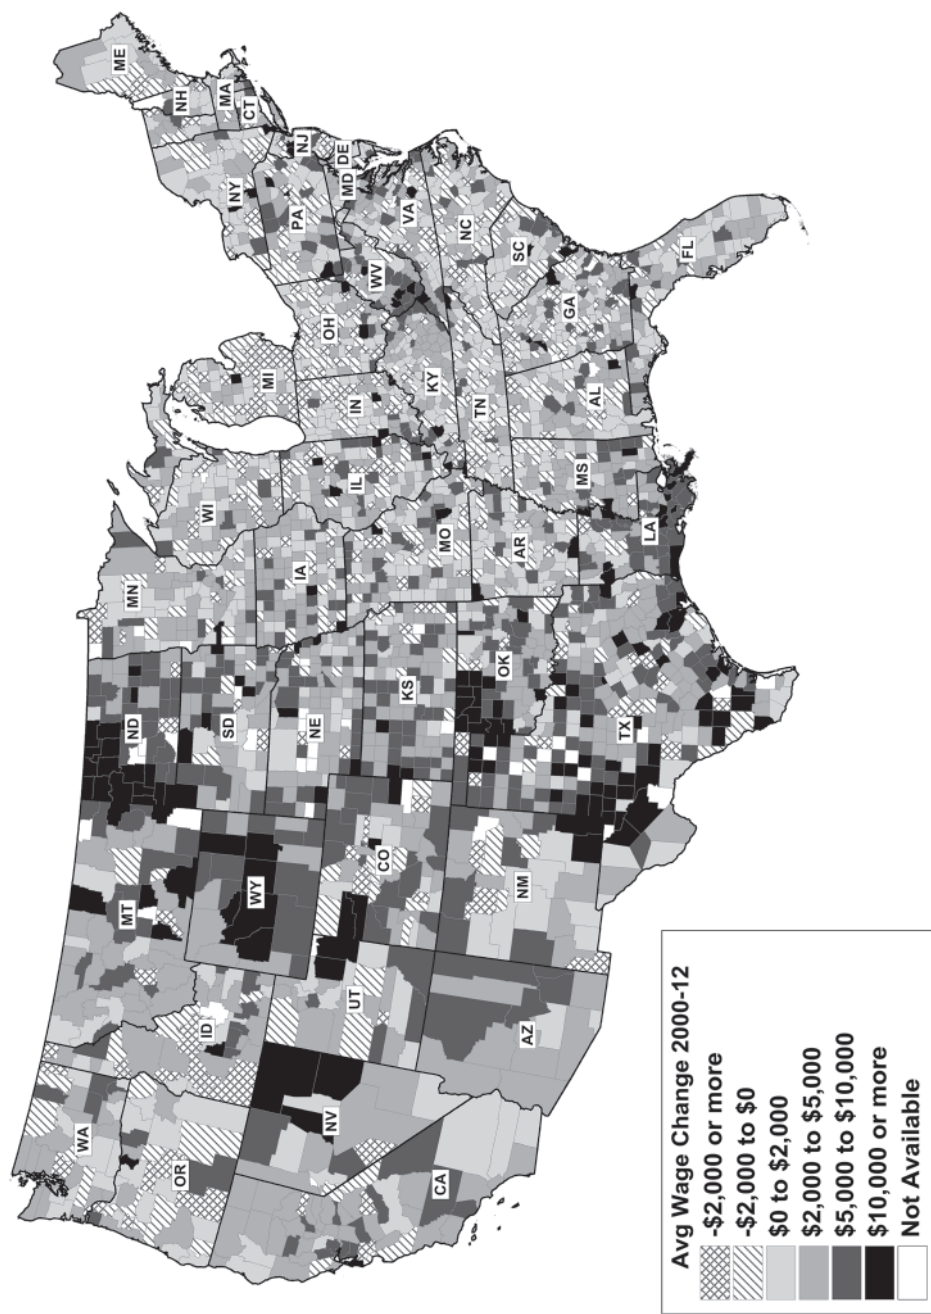 ME
NH
MA
CT
NY
NJ
PA
DE
MD
VA
WV
NC
SC
OH
MI
IN
KY
TN
GA
FL
AL
WI
IL
MS
MN
IA
MO
AR
LA
ND
SD
NE
KS
OK
TX
MT
WY
CO
NM
ID
UT
AZ
WA
OR
NV
CA
Avg Wage Change 2000-12
-$2,000 or more
-$2,000 to $0
$0 to $2,000
$2,000 to $5,000
$5,000 to $10,000
$10,000 or more
Not Available